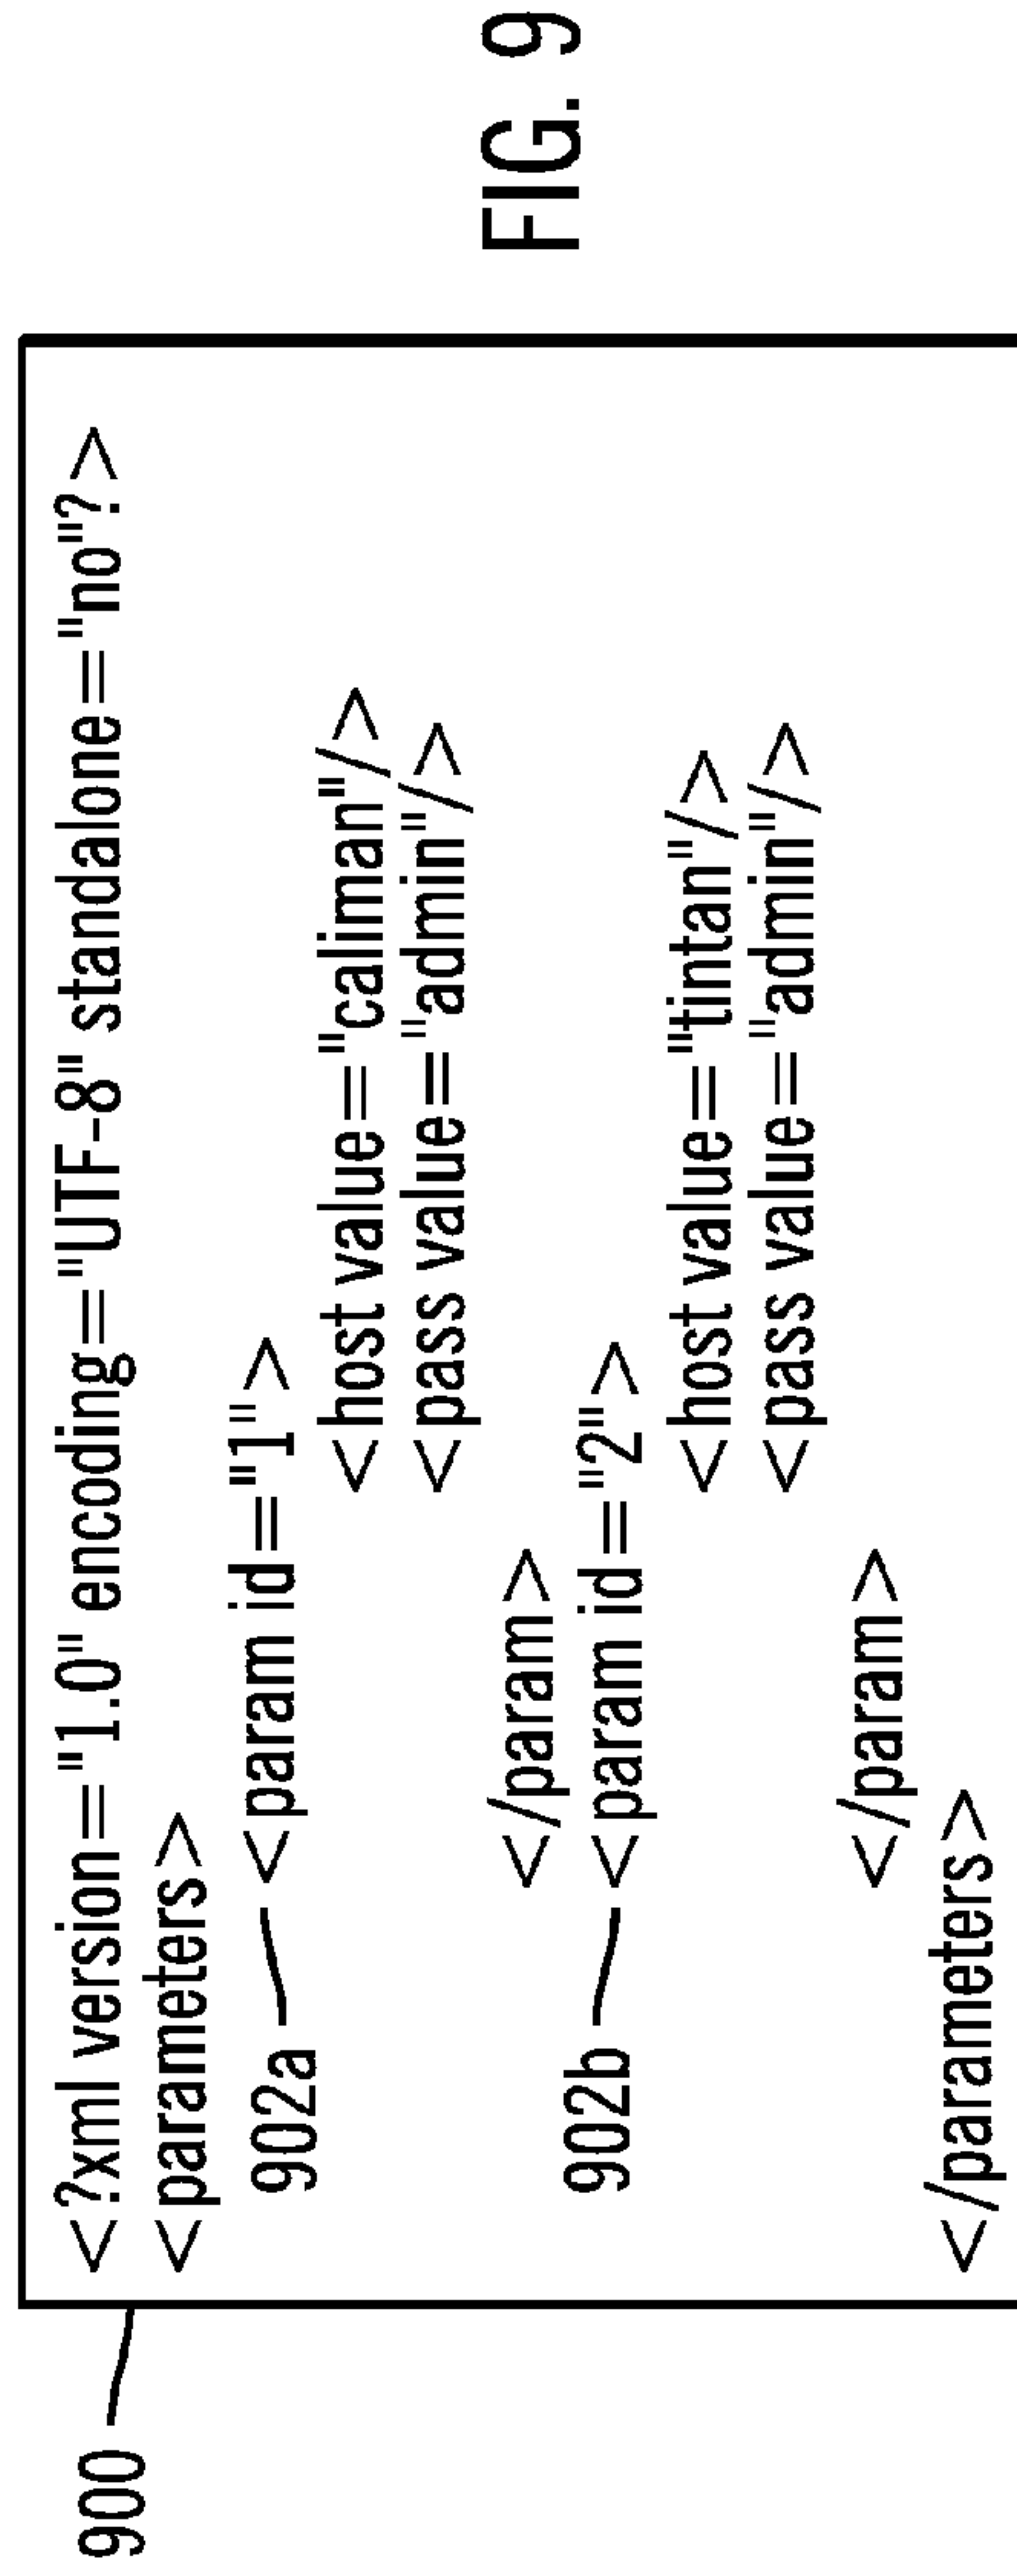 900
<?xml version="1.0" encoding="UTF-8" standalone="no"?>
<parameters>
902a <param id="1">
<host value="caliman"/>
<pass value="admin"/>
</param>
902b <param id="2">
<host value="tintan"/>
<pass value="admin"/>
</param>
</parameters>
FIG. 9